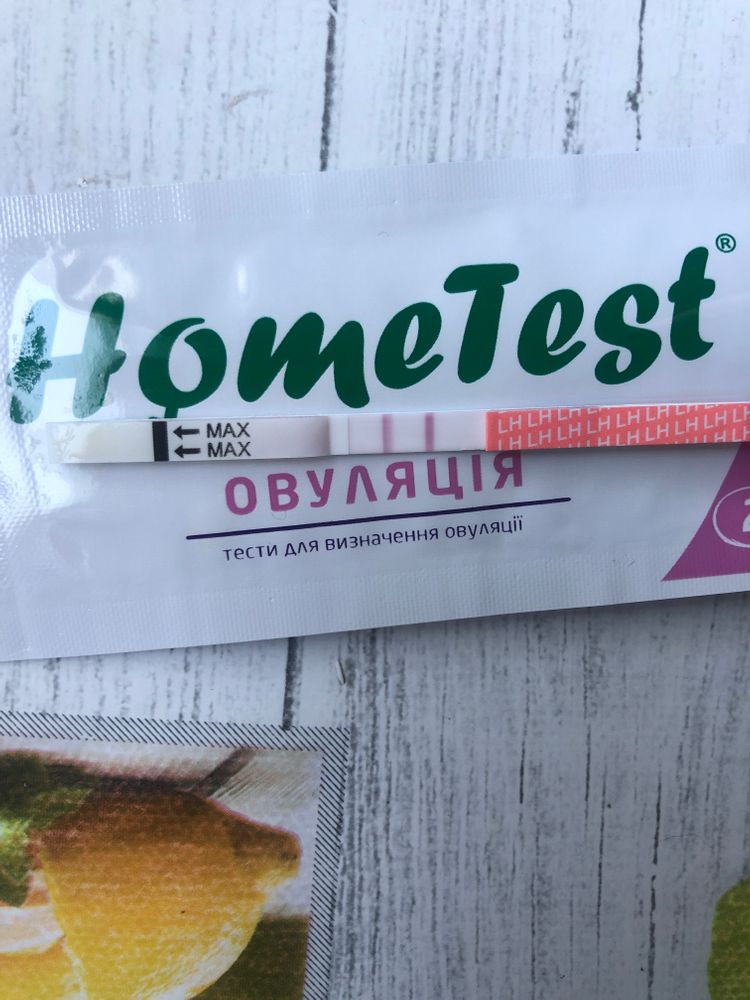 HomeTest®
← MAX
← MAX
LH LH LH LH LH LH LH LH
ОВУЛЯЦІЯ
тести для визначення овуляції